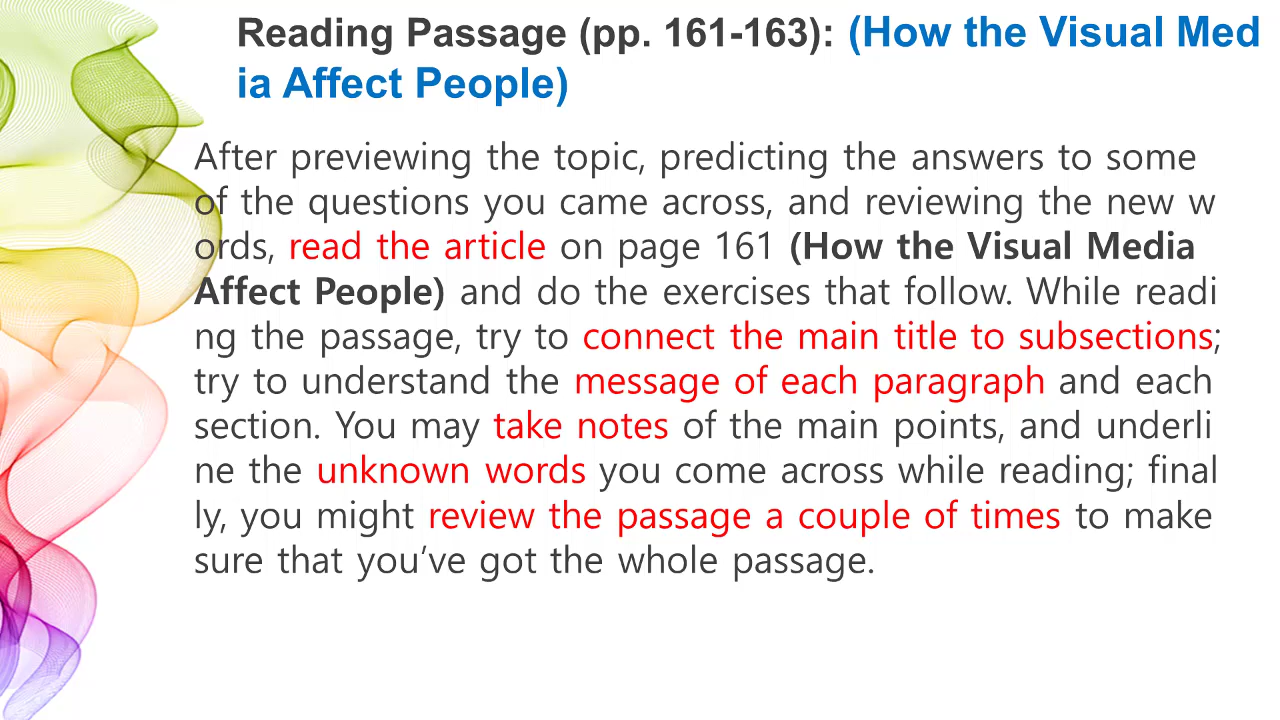 Reading Passage (pp. 161-163): (How the Visual Med
ia Affect People)
After previewing the topic, predicting the answers to some
of the questions you came across, and reviewing the new w
ords, read the article on page 161 (How the Visual Media
Affect People) and do the exercises that follow. While readi
ng the passage, try to connect the main title to subsections;
try to understand the message of each paragraph and each
section. You may take notes of the main points, and underli
ne the unknown words you come across while reading; final
ly, you might review the passage a couple of times to make
sure that you’ve got the whole passage.